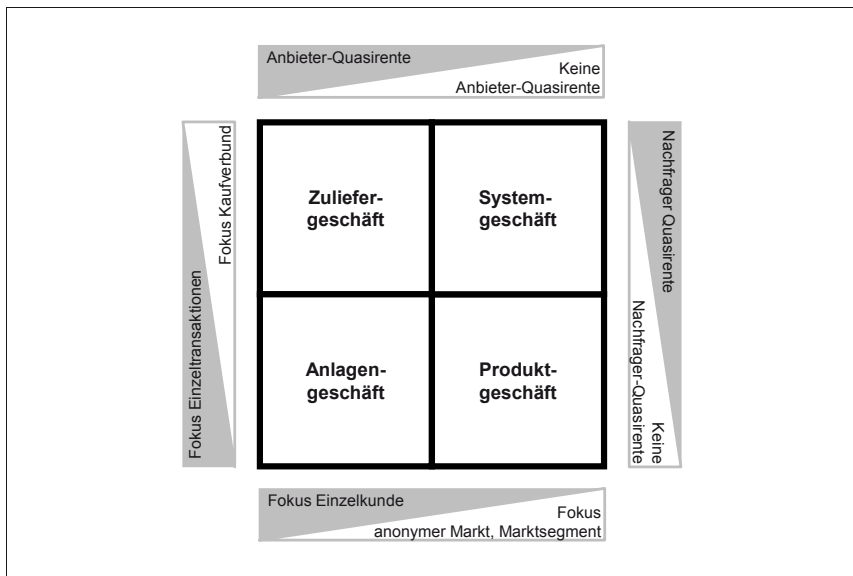 Anbieter-Quasirente
Keine
Anbieter-Quasirente
Fokus Kaufverbund
Fokus Einzeltransaktionen
Zuliefer-
geschäft
System-
geschäft
Anlagen-
geschäft
Produkt-
geschäft
Nachfrager Quasirente
Keine
Nachfrager-Quasirente
Fokus Einzelkunde
Fokus
anonymer Markt, Marktsegment